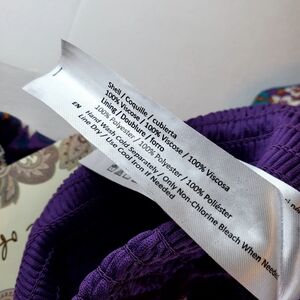 Shell / Coquille / cubierta
100% Viscose / 100% Viscose / 100% Viscosa
Lining / Doublure / forro
100% Polyester / 100% Polyester / 100% Poliéster
EN Hand Wash Cold Separately / Only Non-Chlorine Bleach When Needed
Line Dry / Use Cool Iron If Needed